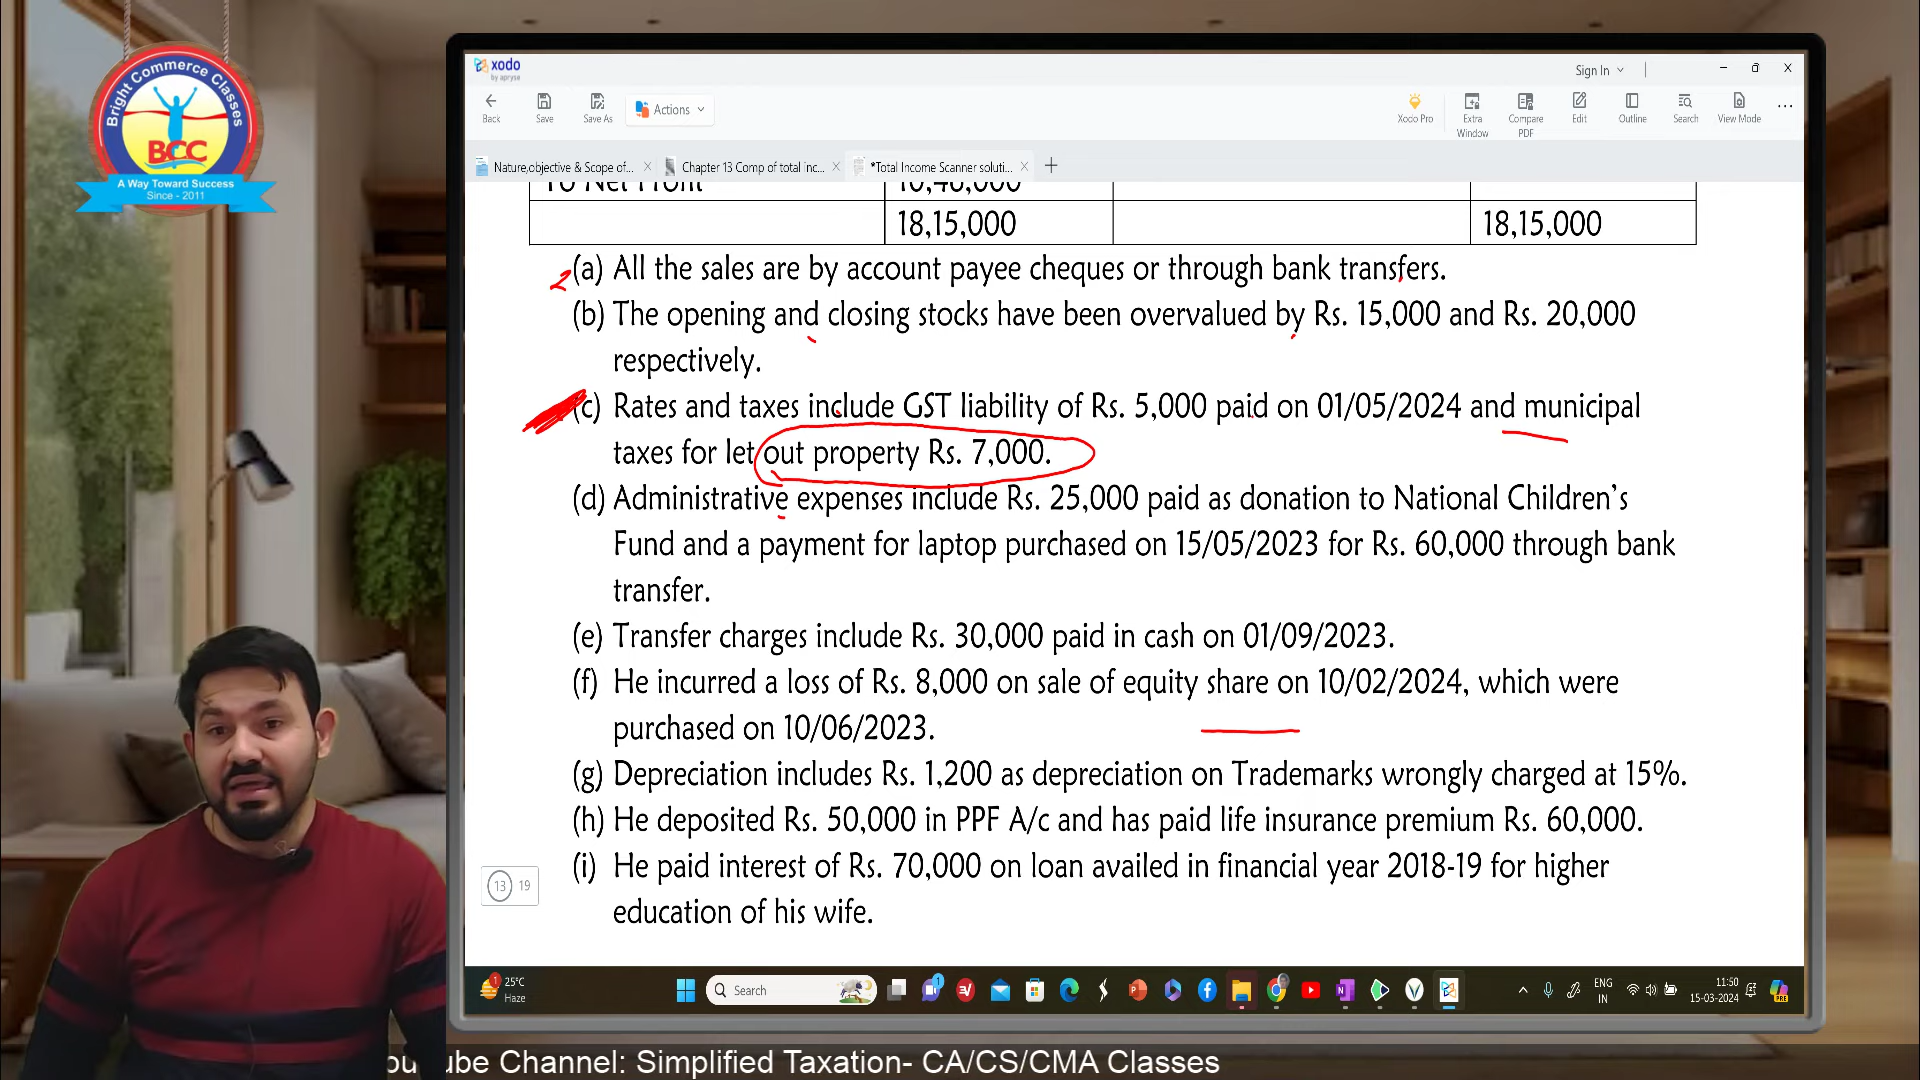 Bright Commerce Classes
BCC
A Way Toward Success
Since - 2011
xodo
by apryse
Sign In
Back
Save
Save As
Actions
Xodo Pro
Extra Window
Compare PDF
Edit
Outline
Search
View Mode
Nature,objective & Scope of...
Chapter 13 Comp of total inc...
*Total Income Scanner soluti...
To Net Profit 10,40,000
18,15,000 18,15,000
(a) All the sales are by account payee cheques or through bank transfers.
(b) The opening and closing stocks have been overvalued by Rs. 15,000 and Rs. 20,000
respectively.
(c) Rates and taxes include GST liability of Rs. 5,000 paid on 01/05/2024 and municipal
taxes for let out property Rs. 7,000.
(d) Administrative expenses include Rs. 25,000 paid as donation to National Children's
Fund and a payment for laptop purchased on 15/05/2023 for Rs. 60,000 through bank
transfer.
(e) Transfer charges include Rs. 30,000 paid in cash on 01/09/2023.
(f) He incurred a loss of Rs. 8,000 on sale of equity share on 10/02/2024, which were
purchased on 10/06/2023.
(g) Depreciation includes Rs. 1,200 as depreciation on Trademarks wrongly charged at 15%.
(h) He deposited Rs. 50,000 in PPF A/c and has paid life insurance premium Rs. 60,000.
(i) He paid interest of Rs. 70,000 on loan availed in financial year 2018-19 for higher
education of his wife.
13 19
25°C
Haze
Search
ENG
IN
11:50
15-03-2024
ube Channel: Simplified Taxation- CA/CS/CMA Classes